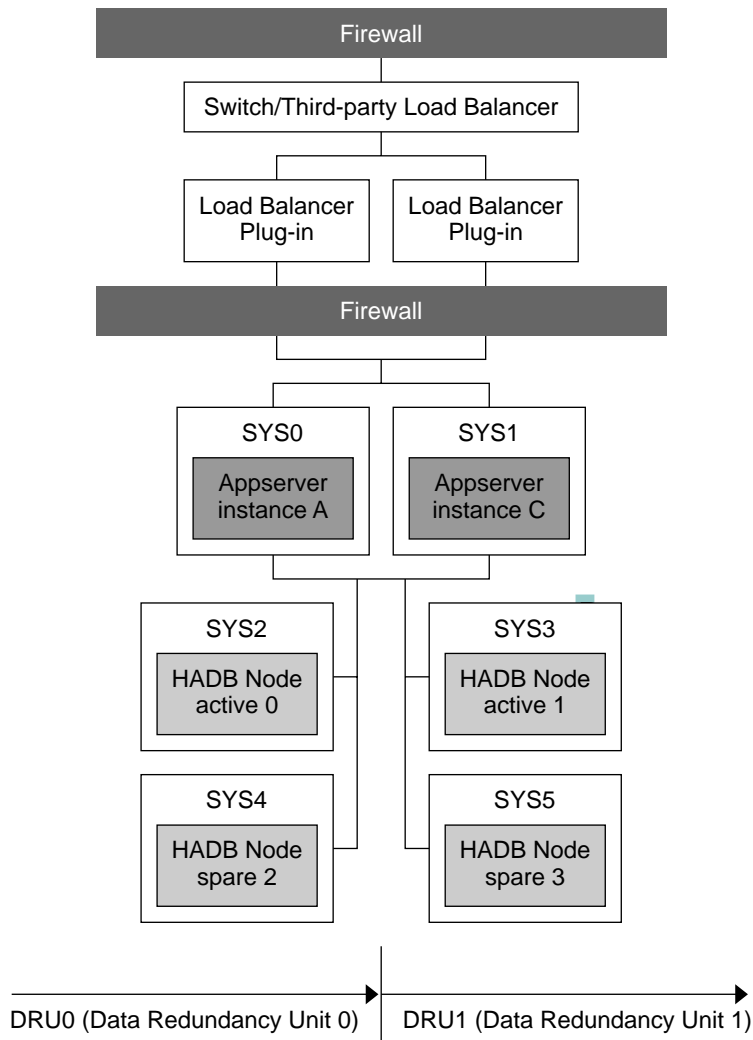 Firewall
Switch/Third-party Load Balancer
Load Balancer
Plug-in
Load Balancer
Plug-in
Firewall
SYS0
Appserver
instance A
SYS1
Appserver
instance C
SYS2
HADB Node
active 0
SYS3
HADB Node
active 1
SYS4
HADB Node
spare 2
SYS5
HADB Node
spare 3
DRU0 (Data Redundancy Unit 0)
DRU1 (Data Redundancy Unit 1)